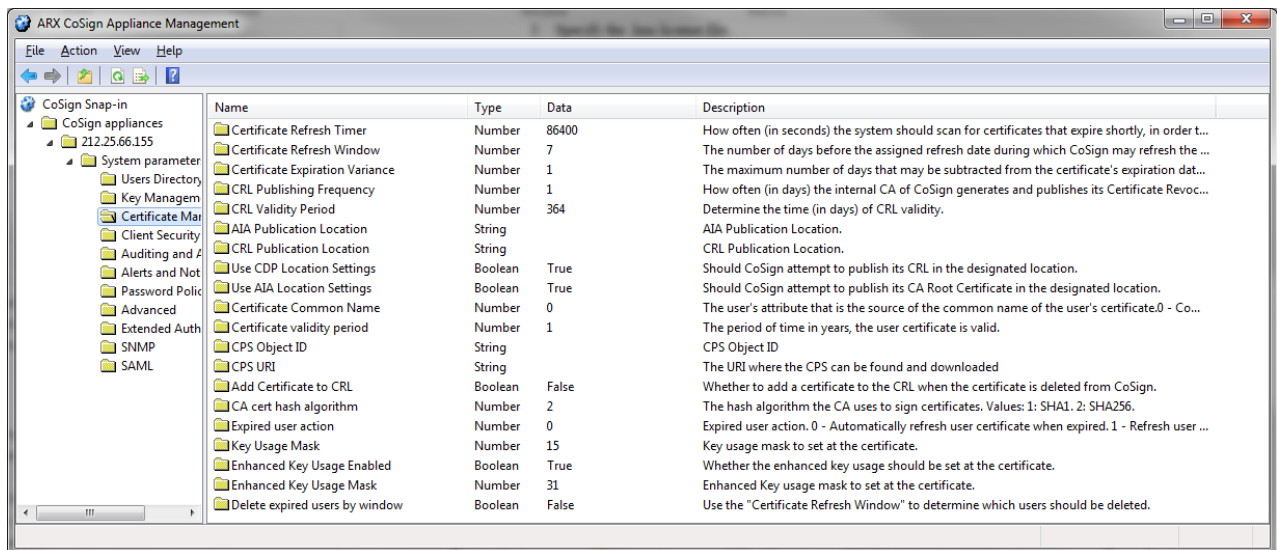 ARX CoSign Appliance Management
File Action View Help
CoSign Snap-in
CoSign appliances
212.25.66.155
System parameter
Users Directory
Key Managem
Certificate Mar
Client Security
Auditing and A
Alerts and Not
Password Polic
Advanced
Extended Auth
SNMP
SAML
Name Type Data Description
Certificate Refresh Timer Number 86400 How often (in seconds) the system should scan for certificates that expire shortly, in order t...
Certificate Refresh Window Number 7 The number of days before the assigned refresh date during which CoSign may refresh the ...
Certificate Expiration Variance Number 1 The maximum number of days that may be subtracted from the certificate's expiration dat...
CRL Publishing Frequency Number 1 How often (in days) the internal CA of CoSign generates and publishes its Certificate Revoc...
CRL Validity Period Number 364 Determine the time (in days) of CRL validity.
AIA Publication Location String AIA Publication Location.
CRL Publication Location String CRL Publication Location.
Use CDP Location Settings Boolean True Should CoSign attempt to publish its CRL in the designated location.
Use AIA Location Settings Boolean True Should CoSign attempt to publish its CA Root Certificate in the designated location.
Certificate Common Name Number 0 The user's attribute that is the source of the common name of the user's certificate.0 - Co...
Certificate validity period Number 1 The period of time in years, the user certificate is valid.
CPS Object ID String CPS Object ID
CPS URI String The URI where the CPS can be found and downloaded
Add Certificate to CRL Boolean False Whether to add a certificate to the CRL when the certificate is deleted from CoSign.
CA cert hash algorithm Number 2 The hash algorithm the CA uses to sign certificates. Values: 1: SHA1. 2: SHA256.
Expired user action Number 0 Expired user action. 0 - Automatically refresh user certificate when expired. 1 - Refresh user ...
Key Usage Mask Number 15 Key usage mask to set at the certificate.
Enhanced Key Usage Enabled Boolean True Whether the enhanced key usage should be set at the certificate.
Enhanced Key Usage Mask Number 31 Enhanced Key usage mask to set at the certificate.
Delete expired users by window Boolean False Use the "Certificate Refresh Window" to determine which users should be deleted.